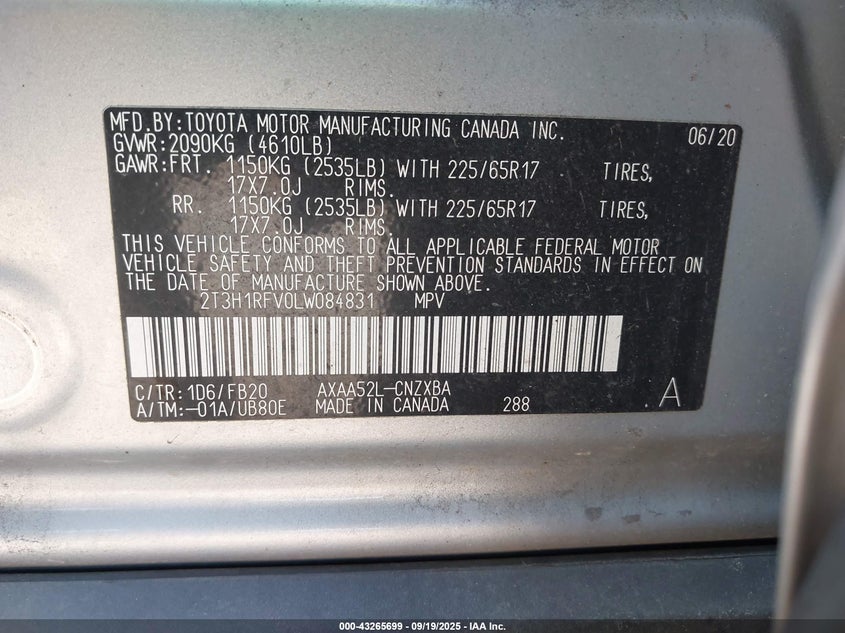 MFD.BY:TOYOTA MOTOR MANUFACTURING CANADA INC. 06/20
GVWR:2090KG (4610LB)
GAWR:FRT. 1150KG (2535LB) WITH 225/65R17 TIRES,
17X7.0J RIMS.
RR. 1150KG (2535LB) WITH 225/65R17 TIRES,
17X7.0J RIMS.
THIS VEHICLE CONFORMS TO ALL APPLICABLE FEDERAL MOTOR
VEHICLE SAFETY AND THEFT PREVENTION STANDARDS IN EFFECT ON
THE DATE OF MANUFACTURE SHOWN ABOVE.
2T3H1RFV0LW084831 MPV
C/TR:1D6/FB20 AXAA52L-CNZXBA
A/TM:-01A/UB80E MADE IN CANADA 288 .A
000-43265699 - 09/19/2025 - IAA Inc.